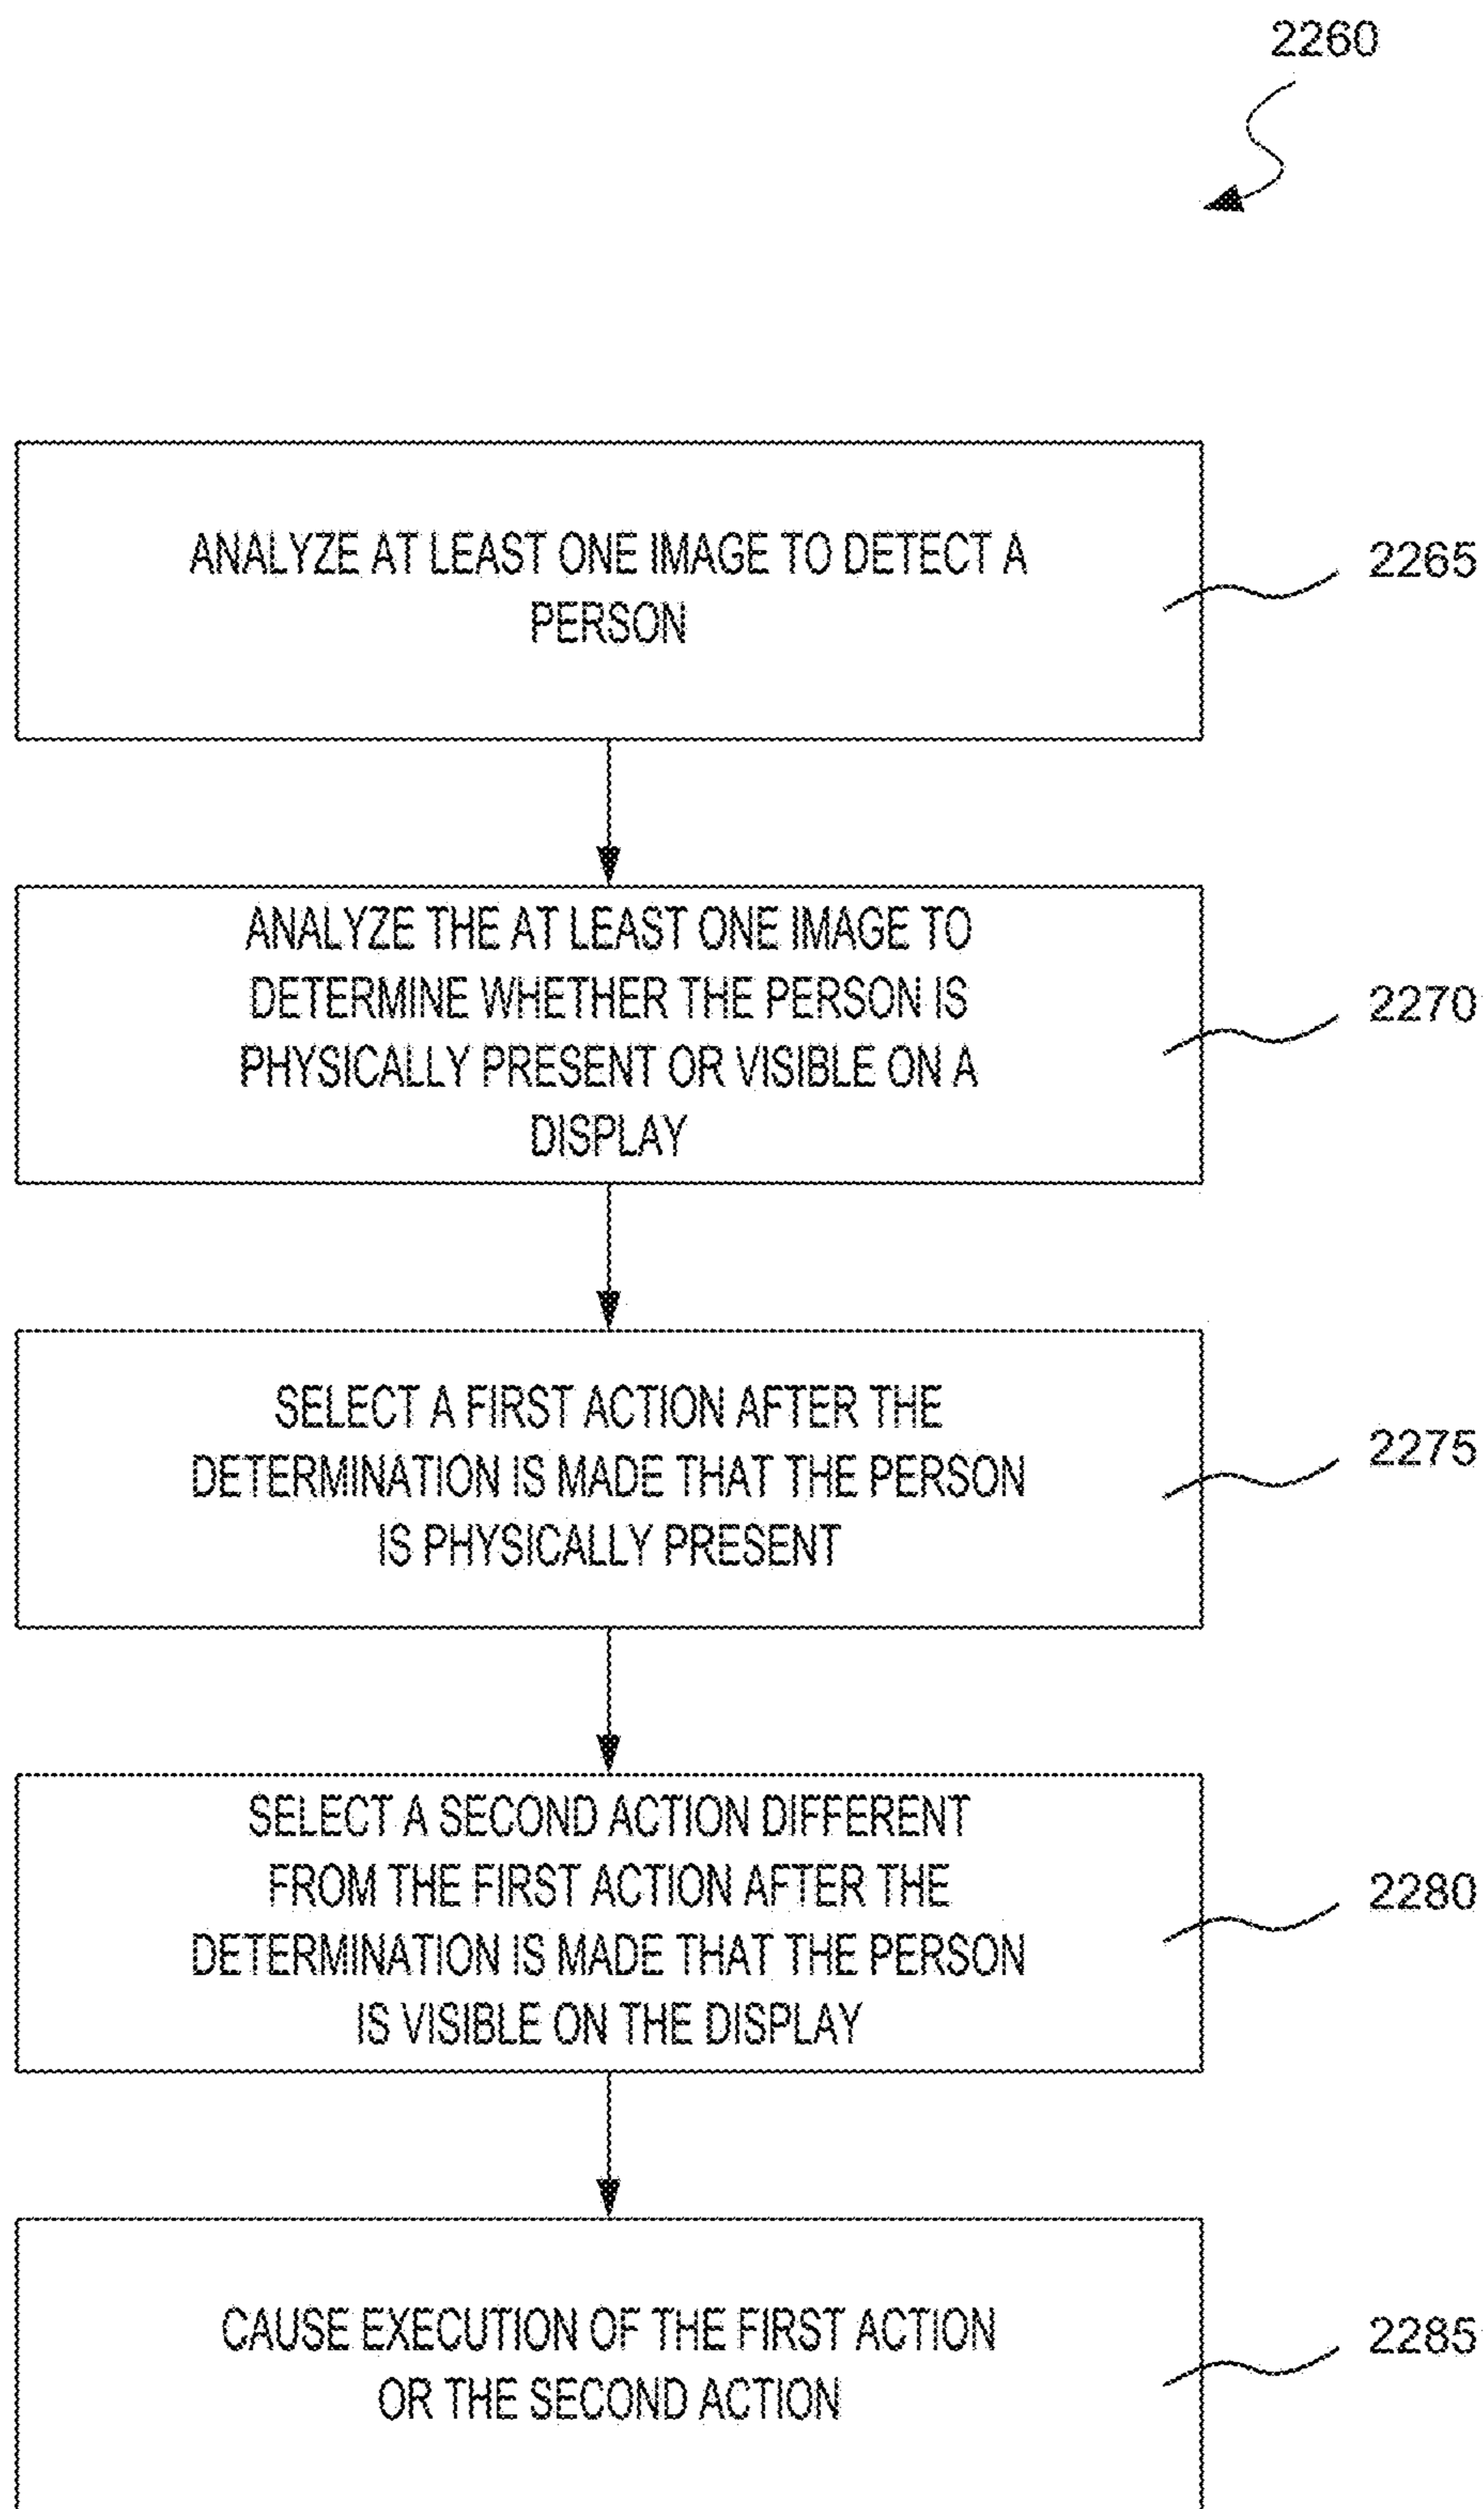 2260
ANALYZE AT LEAST ONE IMAGE TO DETECT A
PERSON
2265
ANALYZE THE AT LEAST ONE IMAGE TO
DETERMINE WHETHER THE PERSON IS
PHYSICALLY PRESENT OR VISIBLE ON A
DISPLAY
2270
SELECT A FIRST ACTION AFTER THE
DETERMINATION IS MADE THAT THE PERSON
IS PHYSICALLY PRESENT
2275
SELECT A SECOND ACTION DIFFERENT
FROM THE FIRST ACTION AFTER THE
DETERMINATION IS MADE THAT THE PERSON
IS VISIBLE ON THE DISPLAY
2280
CAUSE EXECUTION OF THE FIRST ACTION
OR THE SECOND ACTION
2285